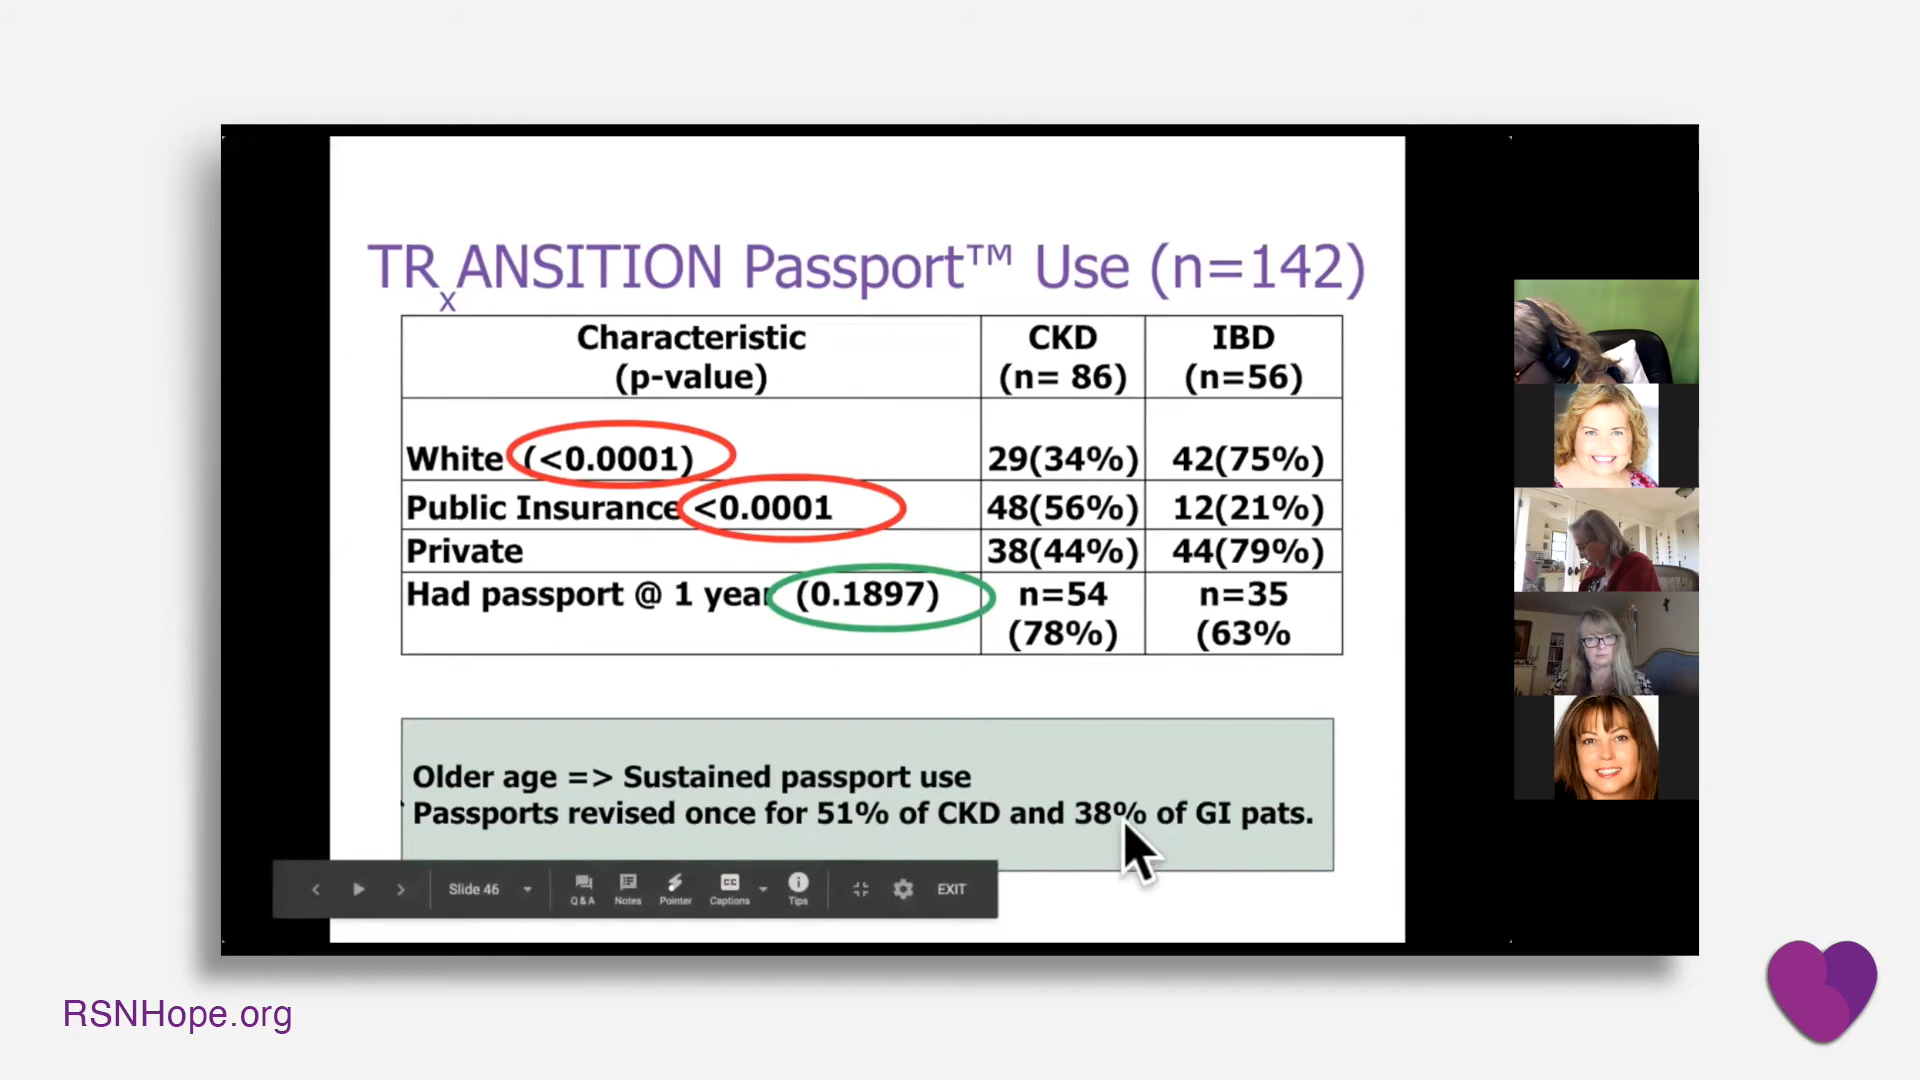 TRxANSITION Passport™ Use (n=142)
Characteristic CKD IBD
(p-value) (n= 86) (n=56)
White (<0.0001) 29(34%) 42(75%)
Public Insurance <0.0001 48(56%) 12(21%)
Private 38(44%) 44(79%)
Had passport @ 1 year (0.1897) n=54 n=35
(78%) (63%
Older age => Sustained passport use
Passports revised once for 51% of CKD and 38% of GI pats.
Slide 46 Q & A Notes Pointer CC Captions Tips EXIT
RSNHope.org